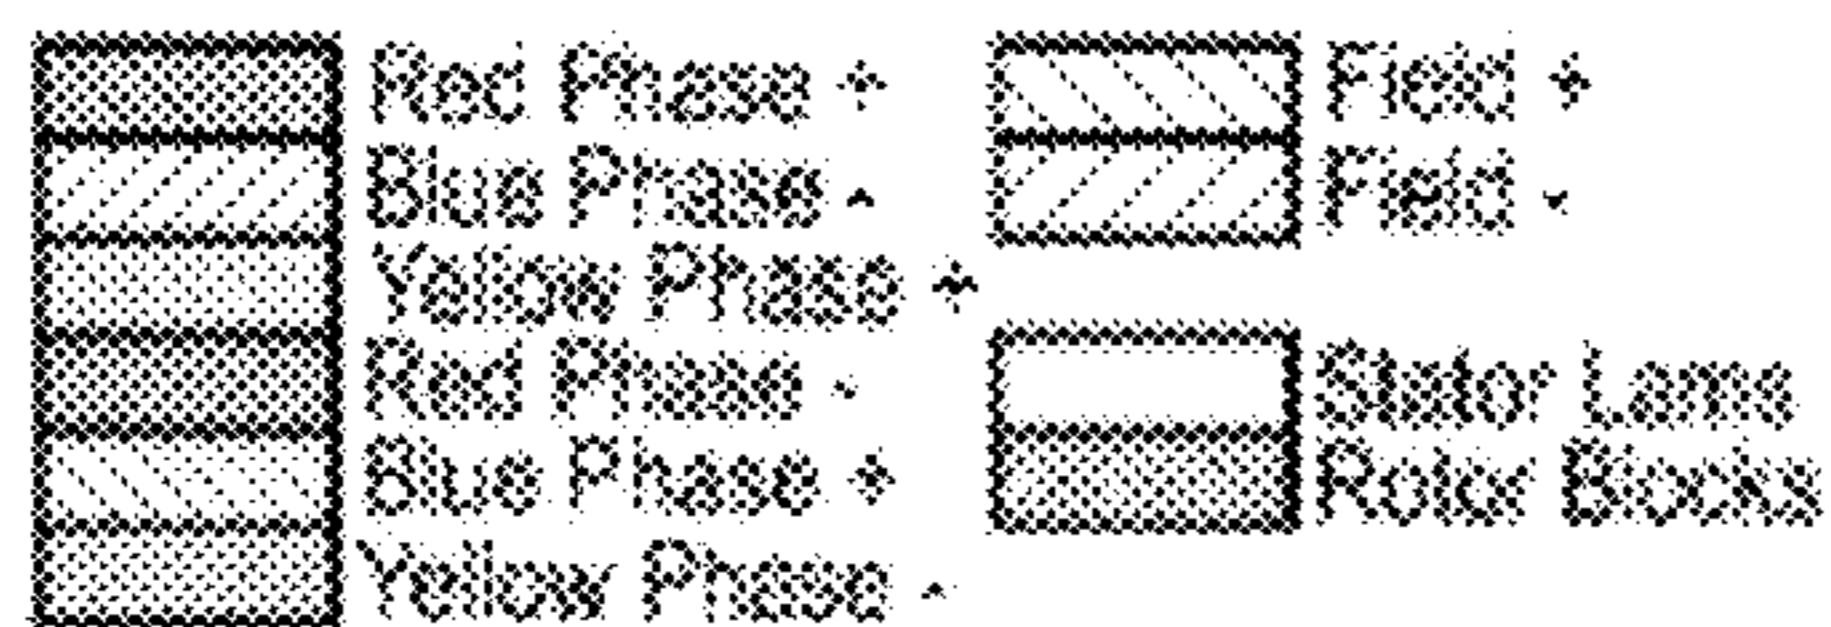 Red Phase +
Blue Phase -
Yellow Phase +
Red Phase -
Blue Phase +
Yellow Phase -
Field +
Field -
Stator Lams
Rotor Blocks